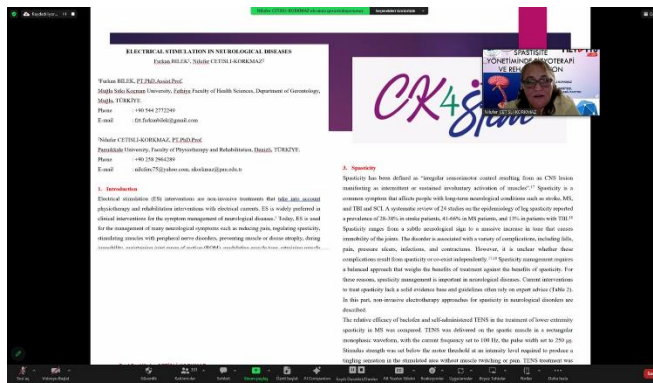 Kaydediliyor...
Nilufer CETISLI-KORKMAZ
ELECTRICAL STIMULATION IN NEUROLOGICAL DISEASES
Furkan BILEK¹, Nilufer CETISLI-KORKMAZ²
¹Furkan BILEK, PT.PhD.Assist Prof.
Muğla Sıtkı Koçman University, Fethiye Faculty of Health Sciences, Department of Gerontology,
Muğla, TÜRKİYE.
Phone : +90 544 2772249
E-mail : fzt.furkanbilek@gmail.com
²Nilufer CETISLI-KORKMAZ, PT.PhD.Prof
Pamukkale University, Faculty of Physiotherapy and Rehabilitation, Denizli, TÜRKİYE.
Phone : +90 258 2964289
E-mail : nilufer75@yahoo.com, nkorkmaz@pau.edu.tr
1. Introduction
Electrical stimulation (ES) interventions are non-invasive treatments that take into account
physiotherapy and rehabilitation interventions with electrical currents. ES is widely preferred in
clinical interventions for the symptom management of neurological diseases.¹ Today, ES is used
for the management of many neurological symptoms such as reducing pain, regulating spasticity,
stimulating muscles with peripheral nerve disorders, preventing muscle or disuse atrophy, during
CK4Stim
SPASTİSİTE
YÖNETİMİNDE FİZYOTERAPİ
VE REHABİLİTASYON
Nilüfer ÇETİŞLİ-KORKMAZ
3. Spasticity
Spasticity has been defined as "irregular sensorimotor control resulting from an CNS lesion
manifesting as intermittent or sustained involuntary activation of muscles".¹⁷ Spasticity is a
common symptom that affects people with long-term neurological conditions such as stroke, MS,
and TBI and SCI. A systematic review of 24 studies on the epidemiology of leg spasticity reported
a prevalence of 28-38% in stroke patients, 41-66% in MS patients, and 13% in patients with TBI.¹⁸
Spasticity ranges from a subtle neurological sign to a massive increase in tone that causes
immobility of the joints. The disorder is associated with a variety of complications, including falls,
pain, pressure ulcers, infections, and contractures. However, it is unclear whether these
complications result from spasticity or co-exist independently. Spasticity management requires
a balanced approach that weighs the benefits of treatment against the benefits of spasticity. For
these reasons, spasticity management is important in neurological diseases. Current interventions
to treat spasticity lack a solid evidence base and guidelines often rely on expert advice (Table 2).
In this part, non-invasive electrotherapy approaches for spasticity in neurological disorders are
described.
The relative efficacy of baclofen and self-administered TENS in the treatment of lower extremity
spasticity in MS was compared. TENS was delivered on the spastic muscle in a rectangular
monophasic waveform, with the current frequency set to 100 Hz, the pulse width set to 250 µs.
Stimulus strength was set below the motor threshold at an intensity level required to produce a
tingling sensation in the stimulated area without muscle twitching or pain. TENS treatment was